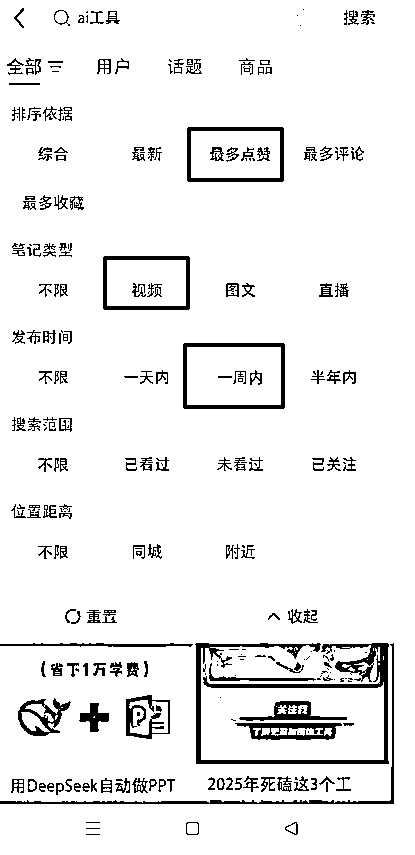 ai工具 搜索
全部 用户 话题 商品
排序依据
综合 最新 最多点赞 最多评论
最多收藏
笔记类型
不限 视频 图文 直播
发布时间
不限 一天内 一周内 半年内
搜索范围
不限 已看过 未看过 已关注
位置距离
不限 同城 附近
重置 收起
（省下1万学费）
P
关注我
用DeepSeek自动做PPT
2025年死磕这3个工